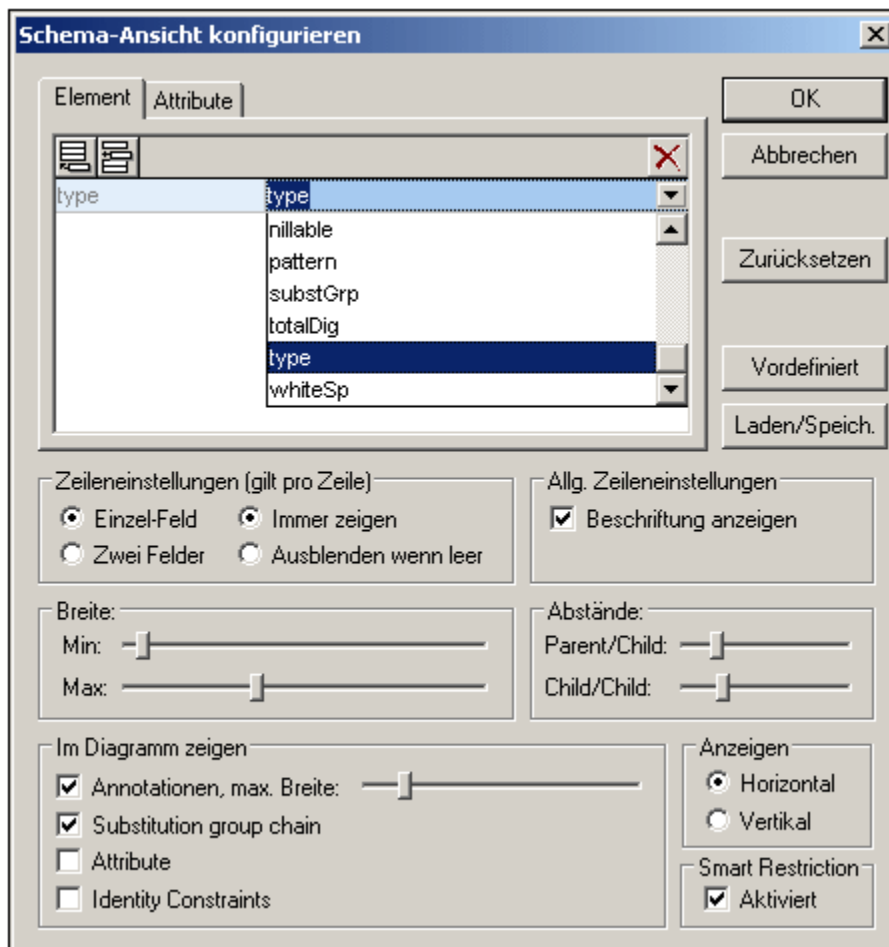 Schema-Ansicht konfigurieren
Element
Attribute
OK
Abbrechen
type
type
nillable
pattern
substGrp
totalDig
type
whiteSp
Zurücksetzen
Vordefiniert
Laden/Speich.
Zeileneinstellungen (gilt pro Zeile)
Einzel-Feld
Immer zeigen
Zwei Felder
Ausblenden wenn leer
Allg. Zeileneinstellungen
Beschriftung anzeigen
Breite:
Min:
Max:
Abstände:
Parent/Child:
Child/Child:
Im Diagramm zeigen
Annotationen, max. Breite:
Substitution group chain
Attribute
Identity Constraints
Anzeigen
Horizontal
Vertikal
Smart Restriction
Aktiviert